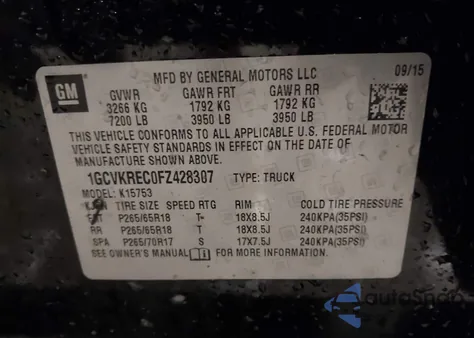 MFD BY GENERAL MOTORS LLC
09/15
GM
GVWR GAWR FRT GAWR RR
3266 KG 1792 KG 1792 KG
7200 LB 3950 LB 3950 LB
THIS VEHICLE CONFORMS TO ALL APPLICABLE U.S. FEDERAL MOTOR
VEHICLE SAFETY STANDARDS IN EFFECT ON THE DATE OF
MANUFACTURE SHOWN ABOVE.
1GCVKREC0FZ428307 TYPE: TRUCK
MODEL: K15753
TIRE SIZE SPEED RTG RIM COLD TIRE PRESSURE
FRT P265/65R18 T 18X8.5J 240KPA(35PSI)
RR P265/65R18 T 18X8.5J 240KPA(35PSI)
SPA P265/70R17 S 17X7.5J 240KPA(35PSI)
SEE OWNER'S MANUAL FOR MORE INFORMATION.
autoSnap